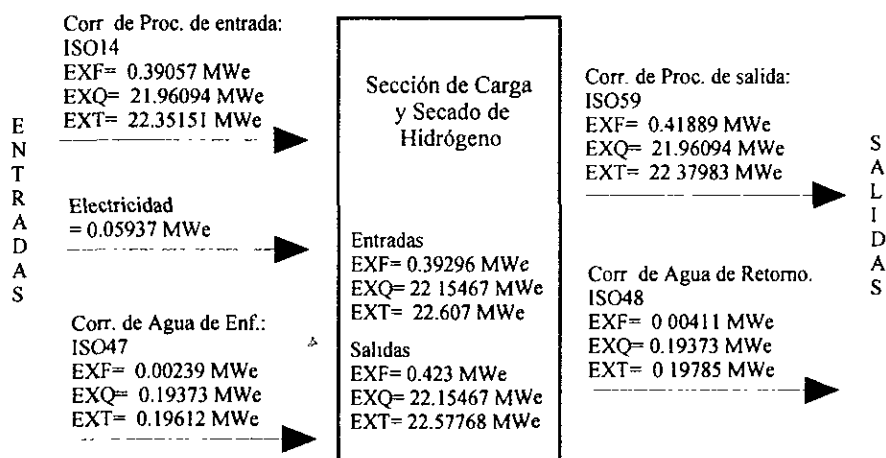 Corr de Proc. de entrada:
ISO14
EXF= 0.39057 MWe
EXQ= 21.96094 MWe
EXT= 22.35151 MWe
ENTRADAS
Electricidad
= 0.05937 MWe
Corr. de Agua de Enf.:
ISO47
EXF= 0.00239 MWe
EXQ= 0.19373 MWe
EXT= 0.19612 MWe
Sección de Carga
y Secado de
Hidrógeno
Entradas
EXF= 0.39296 MWe
EXQ= 22 15467 MWe
EXT= 22.607 MWe
Salidas
EXF= 0.423 MWe
EXQ= 22.15467 MWe
EXT= 22.57768 MWe
Corr. de Proc. de salida:
ISO59
EXF= 0.41889 MWe
EXQ= 21.96094 MWe
EXT= 22 37983 MWe
Corr de Agua de Retorno.
ISO48
EXF= 0 00411 MWe
EXQ= 0.19373 MWe
EXT= 0 19785 MWe
SALIDAS